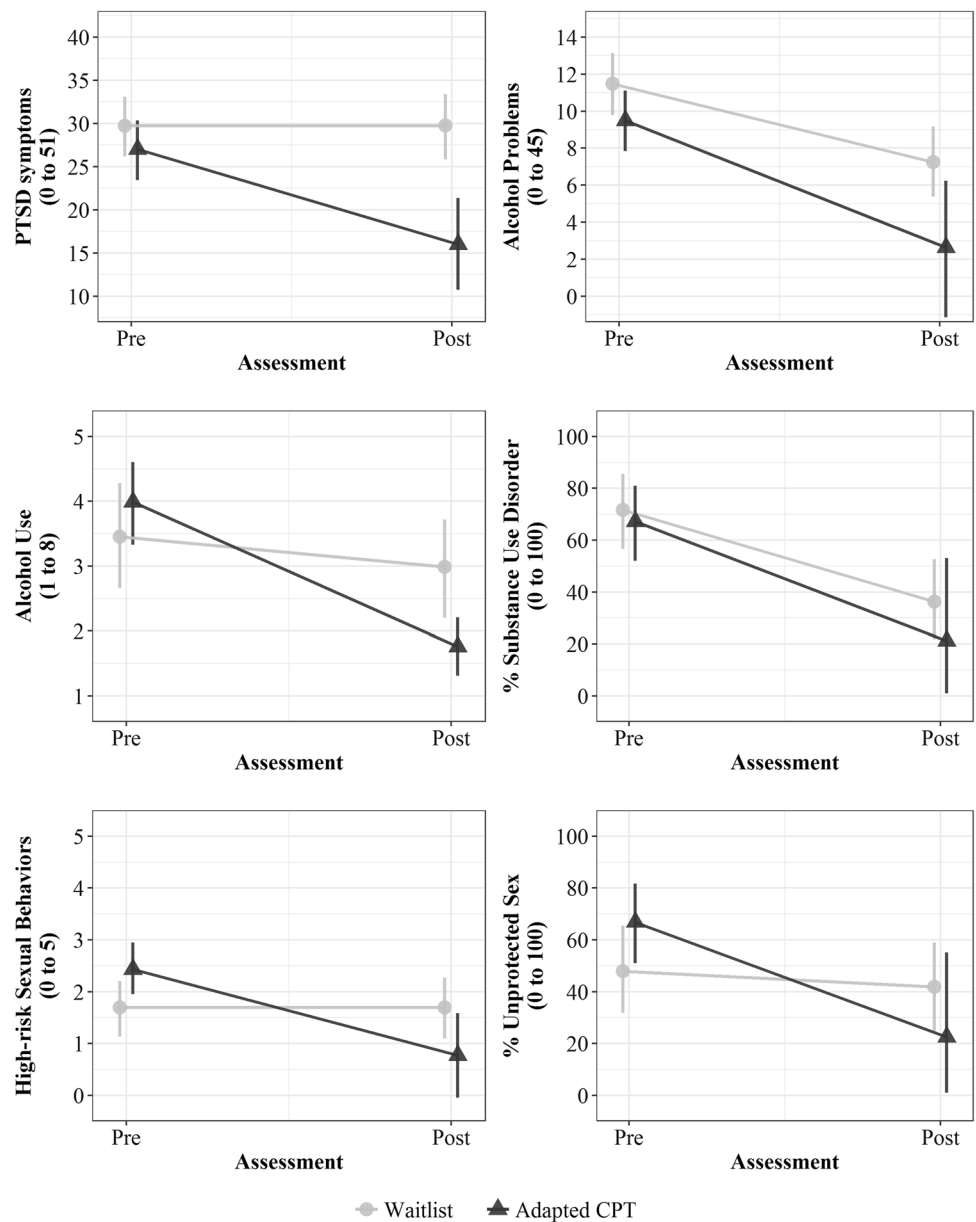 PTSD symptoms
(0 to 51)
40
35
30
25
20
15
10
Pre
Post
Assessment
Alcohol Problems
(0 to 45)
14
12
10
8
6
4
2
0
Pre
Post
Assessment
Alcohol Use
(1 to 8)
5
4
3
2
1
Pre
Post
Assessment
% Substance Use Disorder
(0 to 100)
100
80
60
40
20
0
Pre
Post
Assessment
High-risk Sexual Behaviors
(0 to 5)
5
4
3
2
1
0
Pre
Post
Assessment
% Unprotected Sex
(0 to 100)
100
80
60
40
20
0
Pre
Post
Assessment
Waitlist
Adapted CPT